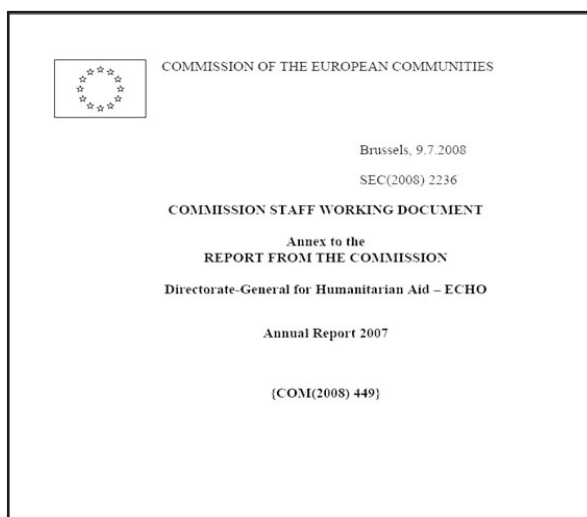 COMMISSION OF THE EUROPEAN COMMUNITIES
Brussels, 9.7.2008
SEC(2008) 2236
COMMISSION STAFF WORKING DOCUMENT
Annex to the
REPORT FROM THE COMMISSION
Directorate-General for Humanitarian Aid – ECHO
Annual Report 2007
{COM(2008) 449}